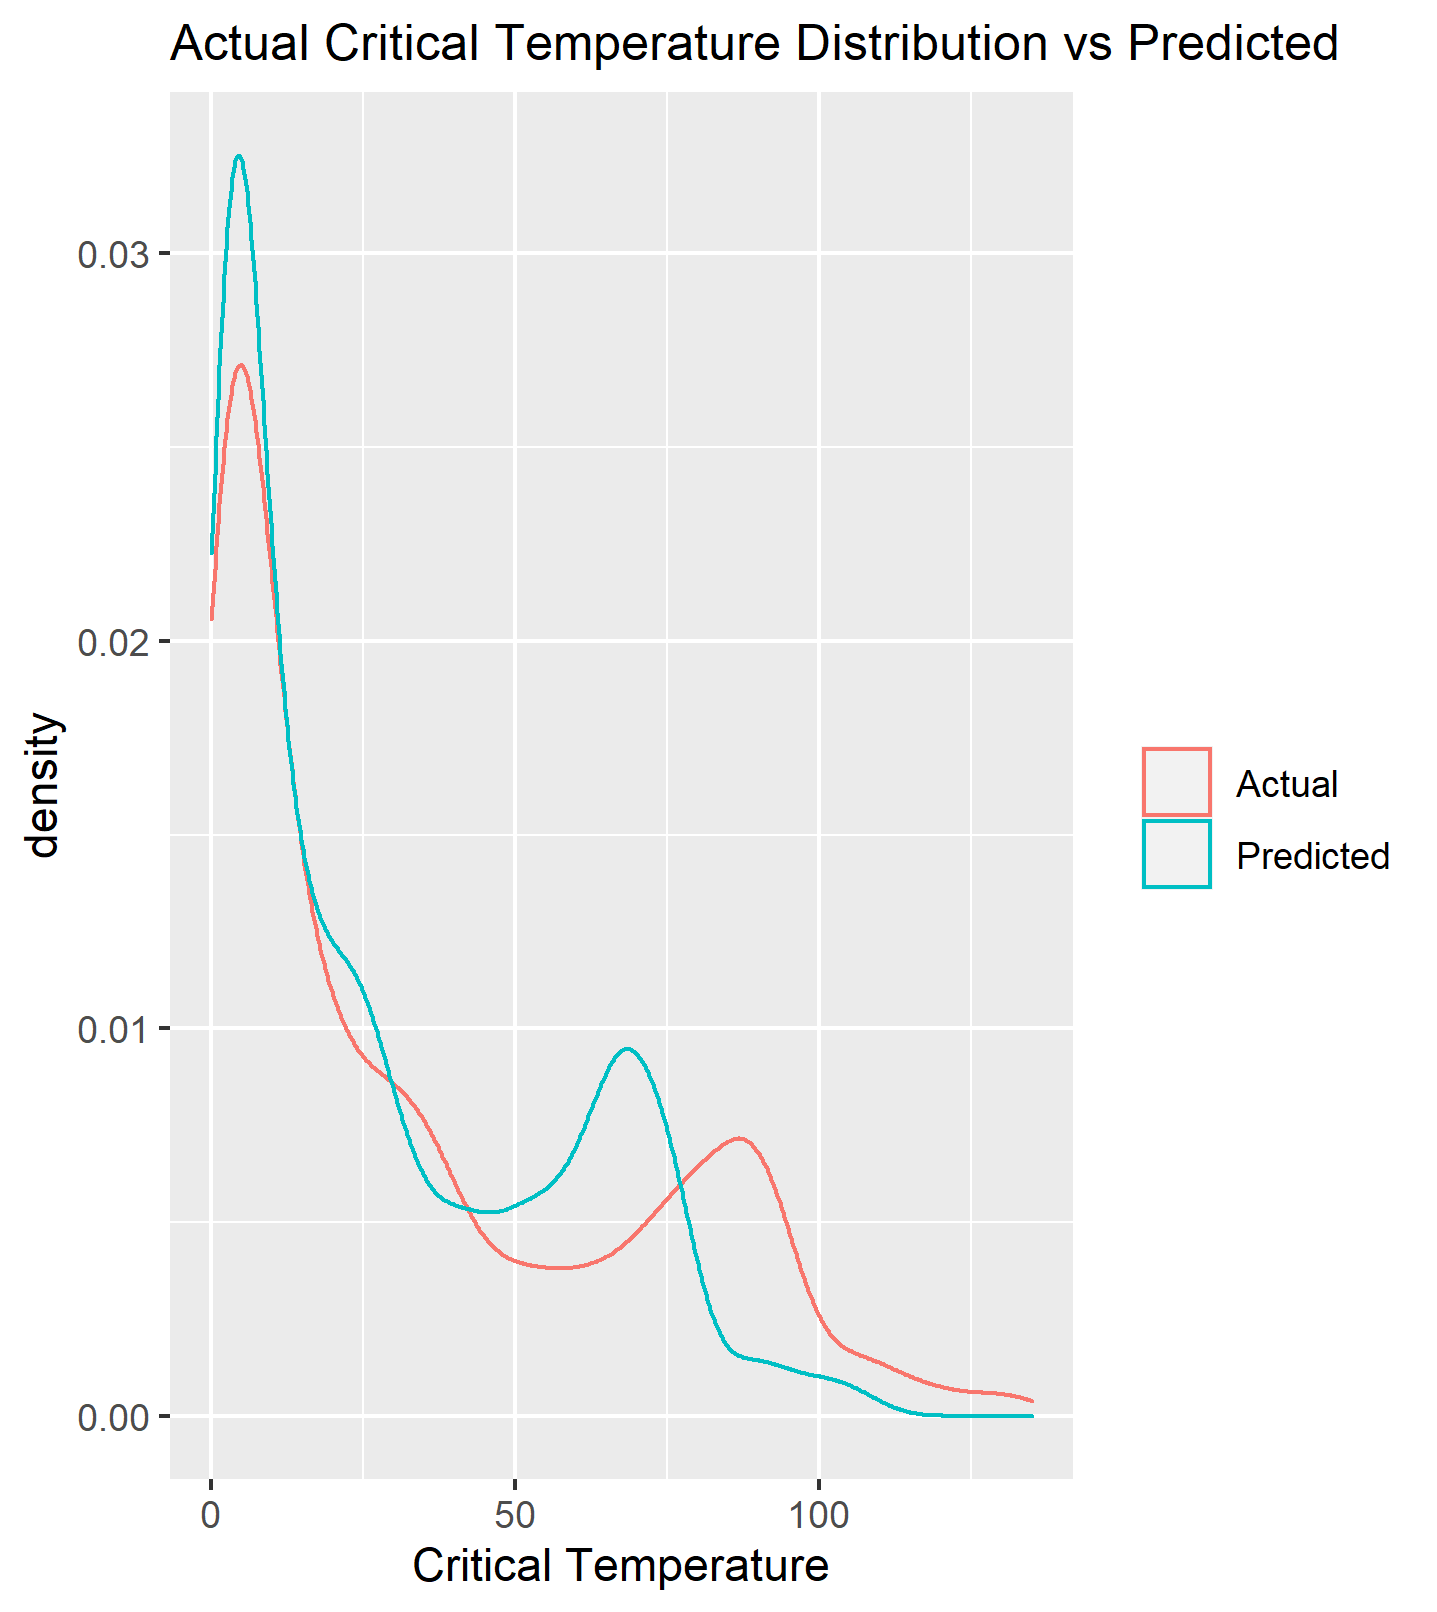 Actual Critical Temperature Distribution vs Predicted
0.03
0.02
0.01
0.00
density
0
50
100
Critical Temperature
Actual
Predicted